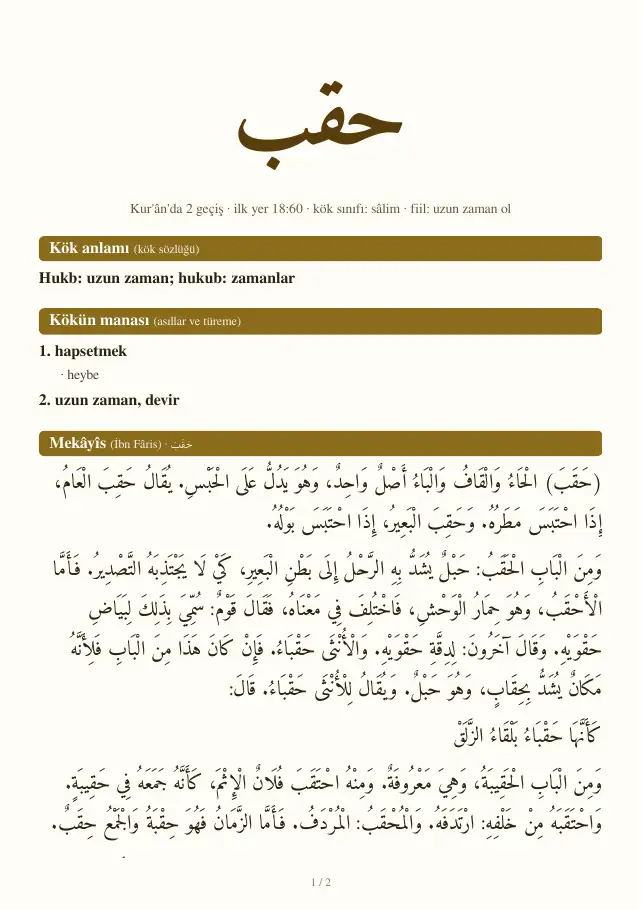 حقب
Kur'ân'da 2 geçiş · ilk yer 18:60 · kök sınıfı: sâlim · fiil: uzun zaman ol
Kök anlamı (kök sözlüğü)
Hukb: uzun zaman; hukub: zamanlar
Kökün manası (asıllar ve türeme)
1. hapsetmek
· heybe
2. uzun zaman, devir
Mekâyîs (İbn Fâris) · حَقَبَ
(حَقَبَ) الْحَاءُ وَالْقَافُ وَالْبَاءُ أَصْلٌ وَاحِدٌ، وَهُوَ يَدُلُّ عَلَى الْحَبْسِ. يُقَالُ حَقِبَ الْعَامُ،
إِذَا احْتَبَسَ مَطَرُهُ. وَحَقِبَ الْبَعِيرُ، إِذَا احْتَبَسَ بَوْلُهُ.
وَمِنَ الْبَابِ الْحَقَبُ: حَبْلٌ يُشَدُّ بِهِ الرَّحْلُ إِلَى بَطْنِ الْبَعِيرِ، كَيْ لَا يَجْتَذِبَهُ التَّصْدِيرُ. فَأَمَّا
الْأَحْقَبُ، وَهُوَ حِمَارُ الْوَحْشِ، فَاخْتُلِفَ فِي مَعْنَاهُ، فَقَالَ قَوْمٌ: سُمِّيَ بِذَلِكَ لِبَيَاضِ
حَقْوَيْهِ. وَقَالَ آخَرُونَ: لِدِقَّةِ حَقْوَيْهِ. وَالْأُنْثَى حَقْبَاءُ. فَإِنْ كَانَ هَذَا مِنَ الْبَابِ فَلِأَنَّهُ
مَكَانٌ يُشَدُّ بِحِقَابٍ، وَهُوَ حَبْلٌ. وَيُقَالُ لِلْأُنْثَى حَقْبَاءُ. قَالَ:
كَأَنَّهَا حَقْبَاءُ بَلْقَاءُ الزَّلَقْ
وَمِنَ الْبَابِ الْحَقِيبَةُ، وَهِيَ مَعْرُوفَةٌ. وَمِنْهُ احْتَقَبَ فُلَانٌ الْإِثْمَ، كَأَنَّهُ جَمَعَهُ فِي حَقِيبَةٍ.
وَاحْتَقَبَهُ مِنْ خَلْفِهِ: ارْتَدَفَهُ. وَالْمُحْقَبُ: الْمُرْدَفُ. فَأَمَّا الزَّمَانُ فَهُوَ حِقْبَةٌ وَالْجَمْعُ حِقَبٌ.
1 / 2